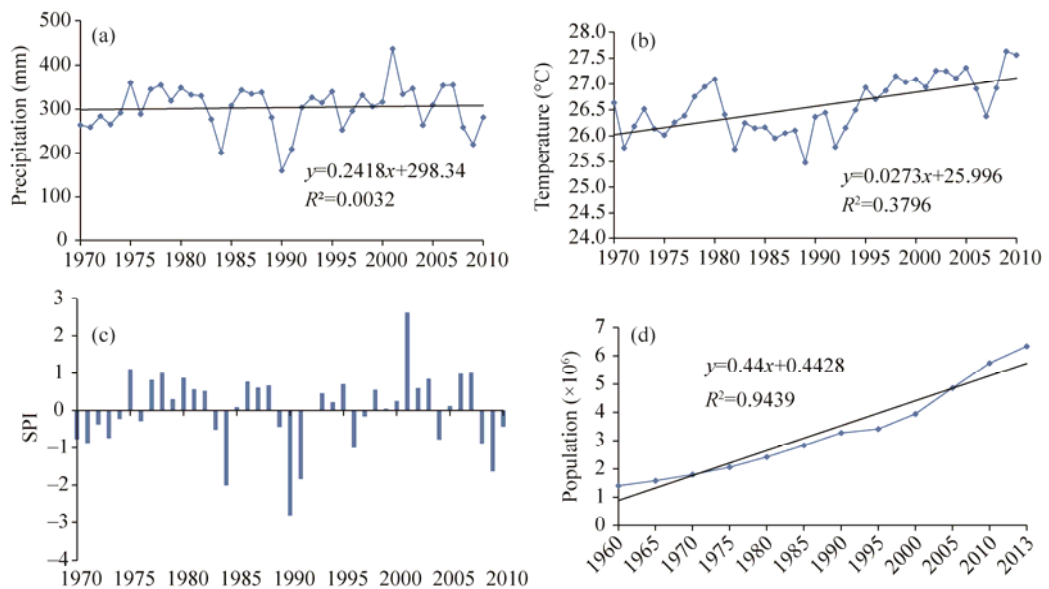 (a)
Precipitation (mm)
500
400
300
200
100
0
y=0.2418x+298.34
R²=0.0032
1970 1975 1980 1985 1990 1995 2000 2005 2010
(b)
Temperature (°C)
28.0
27.5
27.0
26.5
26.0
25.5
25.0
24.5
24.0
y=0.0273x+25.996
R²=0.3796
1970 1975 1980 1985 1990 1995 2000 2005 2010
(c)
SPI
3
2
1
0
−1
−2
−3
−4
1970 1975 1980 1985 1990 1995 2000 2005 2010
(d)
Population (×10⁶)
7
6
5
4
3
2
1
0
y=0.44x+0.4428
R²=0.9439
1960 1965 1970 1975 1980 1985 1990 1995 2000 2005 2010 2013